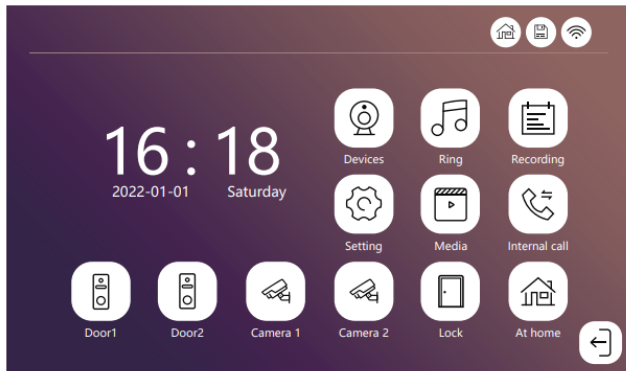 16 : 18
2022-01-01 Saturday
Devices Ring Recording
Setting Media Internal call
Door1 Door2 Camera 1 Camera 2 Lock At home